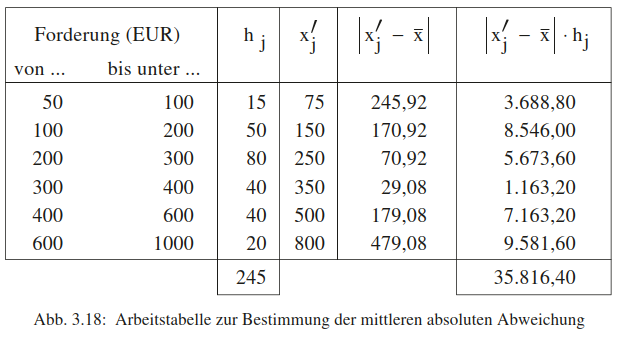 Forderung (EUR) h j x′j |x′j − x̄| |x′j − x̄| · hj
von ... bis unter ...
50 100 15 75 245,92 3.688,80
100 200 50 150 170,92 8.546,00
200 300 80 250 70,92 5.673,60
300 400 40 350 29,08 1.163,20
400 600 40 500 179,08 7.163,20
600 1000 20 800 479,08 9.581,60
245 35.816,40
Abb. 3.18: Arbeitstabelle zur Bestimmung der mittleren absoluten Abweichung